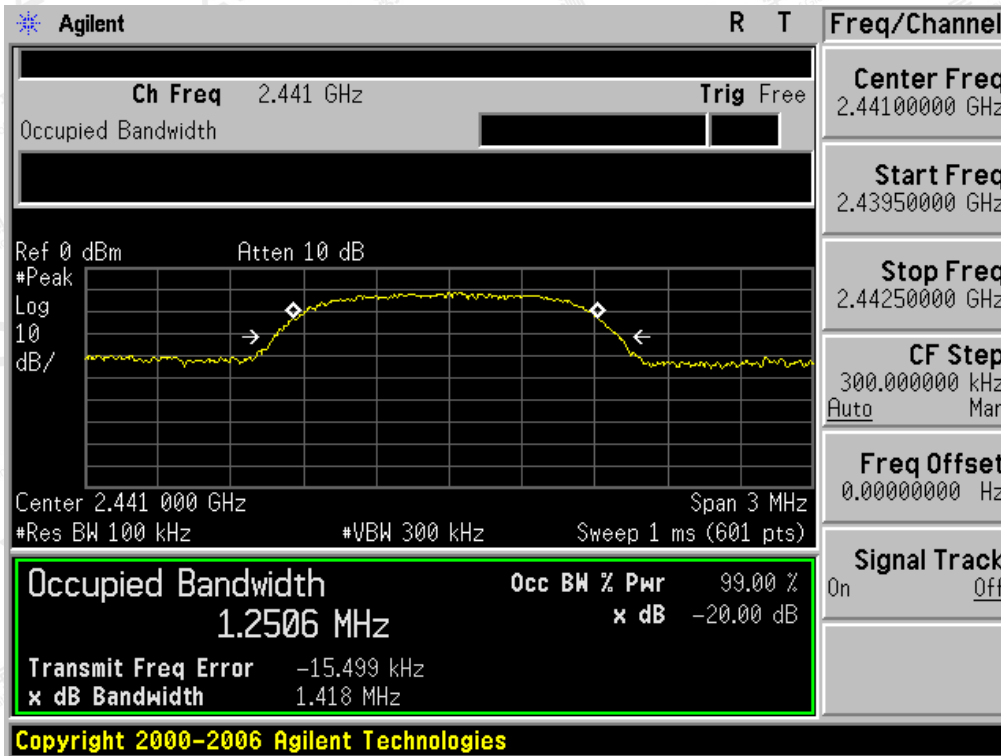 Agilent R T Freq/Channel
Ch Freq 2.441 GHz Trig Free
Occupied Bandwidth
Center Freq
2.44100000 GHz
Start Freq
2.43950000 GHz
Stop Freq
2.44250000 GHz
CF Step
300.000000 kHz
Auto Man
Freq Offset
0.00000000 Hz
Signal Track
On Off
Ref 0 dBm Atten 10 dB
#Peak
Log
10
dB/
Center 2.441 000 GHz Span 3 MHz
#Res BW 100 kHz #VBW 300 kHz Sweep 1 ms (601 pts)
Occupied Bandwidth Occ BW % Pwr 99.00 %
1.2506 MHz x dB -20.00 dB
Transmit Freq Error -15.499 kHz
x dB Bandwidth 1.418 MHz
Copyright 2000-2006 Agilent Technologies